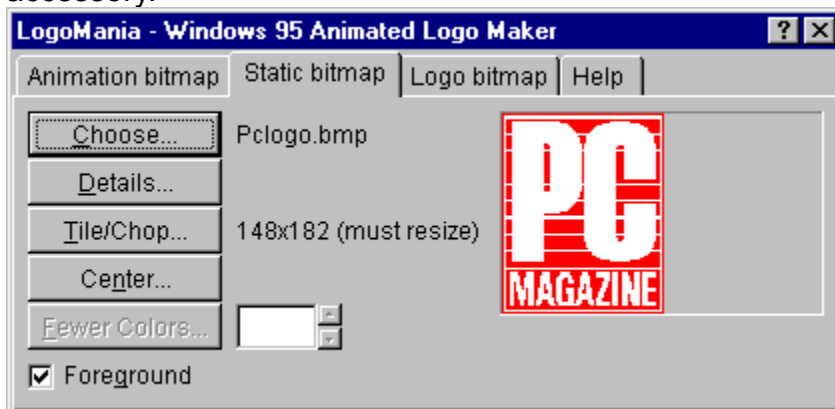 accessory.
LogoMania - Windows 95 Animated Logo Maker
Animation bitmap Static bitmap Logo bitmap Help
Choose... Pclogo.bmp
Details...
Tile/Chop... 148x182 (must resize)
Center...
Fewer Colors...
Foreground
PC
MAGAZINE